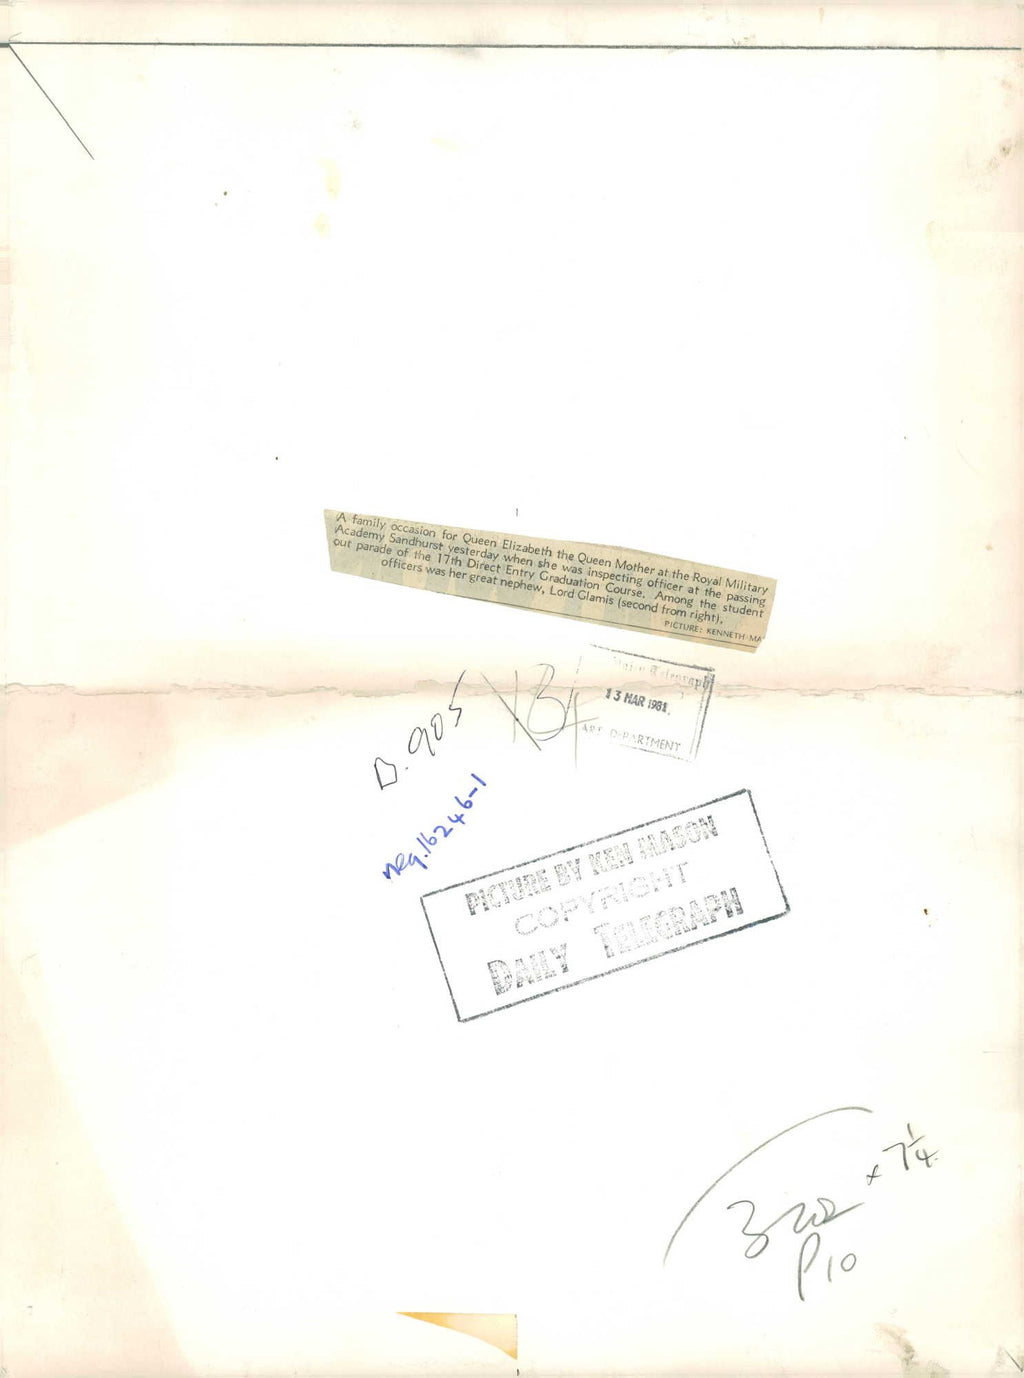 A family occasion for Queen Elizabeth the Queen Mother at the Royal Military
Academy Sandhurst yesterday when she was inspecting officer at the passing
out parade of the 17th Direct Entry Graduation Course. Among the student
officers was her great nephew, Lord Glamis (second from right),
PICTURE: KENNETH MA
Telegraph
13 MAR 1981
ART DEPARTMENT
B.905
neg.16246-1
PICTURE BY KEN MASON
COPYRIGHT
DAILY TELEGRAPH
x 7¼
P10